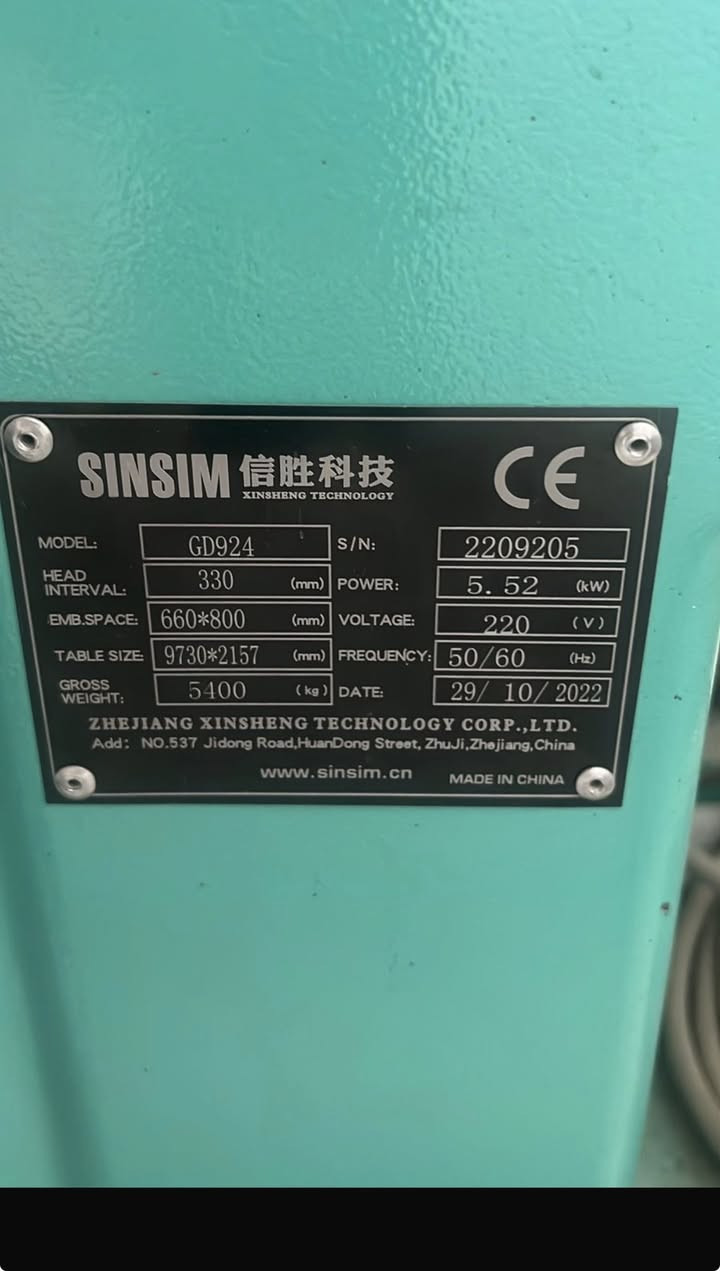 SINSIM 信胜科技
XINSHENG TECHNOLOGY
CE
MODEL: GD924 S/N: 2209205
HEAD INTERVAL: 330 (mm) POWER: 5.52 (kW)
EMB.SPACE: 660*800 (mm) VOLTAGE: 220 (V)
TABLE SIZE 9730*2157 (mm) FREQUENCY: 50/60 (Hz)
GROSS WEIGHT: 5400 (kg) DATE: 29/ 10/ 2022
ZHEJIANG XINSHENG TECHNOLOGY CORP.,LTD.
Add: NO.537 Jidong Road,HuanDong Street, ZhuJi,Zhejiang,China
www.sinsim.cn MADE IN CHINA